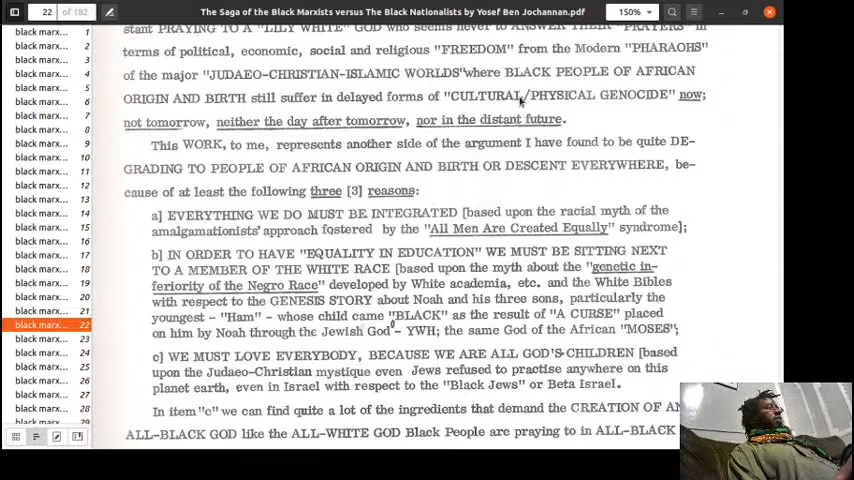 22 of 182
The Saga of the Black Marxists versus The Black Nationalists by Yosef Ben Jochannan.pdf
150%
black marx... 1
black marx... 2
black marx... 3
black marx... 4
black marx... 5
black marx... 6
black marx... 7
black marx... 8
black marx... 9
black marx... 10
black marx... 11
black marx... 12
black marx... 13
black marx... 14
black marx... 15
black marx... 16
black marx... 17
black marx... 18
black marx... 19
black marx... 20
black marx... 21
black marx... 22
black marx... 23
black marx... 24
black marx... 25
black marx... 26
black marx... 27
black marx... 28
black marx... 29
stant PRAYING TO A "LILY WHITE" GOD who seems never to ANSWER THEIR "PRAYERS" in
terms of political, economic, social and religious "FREEDOM" from the Modern "PHARAOHS"
of the major "JUDAEO-CHRISTIAN-ISLAMIC WORLDS" where BLACK PEOPLE OF AFRICAN
ORIGIN AND BIRTH still suffer in delayed forms of "CULTURAL/PHYSICAL GENOCIDE" now;
not tomorrow, neither the day after tomorrow, nor in the distant future.
This WORK, to me, represents another side of the argument I have found to be quite DE-
GRADING TO PEOPLE OF AFRICAN ORIGIN AND BIRTH OR DESCENT EVERYWHERE, be-
cause of at least the following three [3] reasons:
a] EVERYTHING WE DO MUST BE INTEGRATED [based upon the racial myth of the
amalgamationists' approach fostered by the "All Men Are Created Equally" syndrome];
b] IN ORDER TO HAVE "EQUALITY IN EDUCATION" WE MUST BE SITTING NEXT
TO A MEMBER OF THE WHITE RACE [based upon the myth about the "genetic in-
feriority of the Negro Race" developed by White academia, etc. and the White Bibles
with respect to the GENESIS STORY about Noah and his three sons, particularly the
youngest - "Ham" - whose child came "BLACK" as the result of "A CURSE" placed
on him by Noah through the Jewish God - YWH; the same God of the African "MOSES";
c] WE MUST LOVE EVERYBODY, BECAUSE WE ARE ALL GOD'S CHILDREN [based
upon the Judaeo-Christian mystique even Jews refused to practise anywhere on this
planet earth, even in Israel with respect to the "Black Jews" or Beta Israel.
In item "c" we can find quite a lot of the ingredients that demand the CREATION OF AN
ALL-BLACK GOD like the ALL-WHITE GOD Black People are praying to in ALL-BLACK